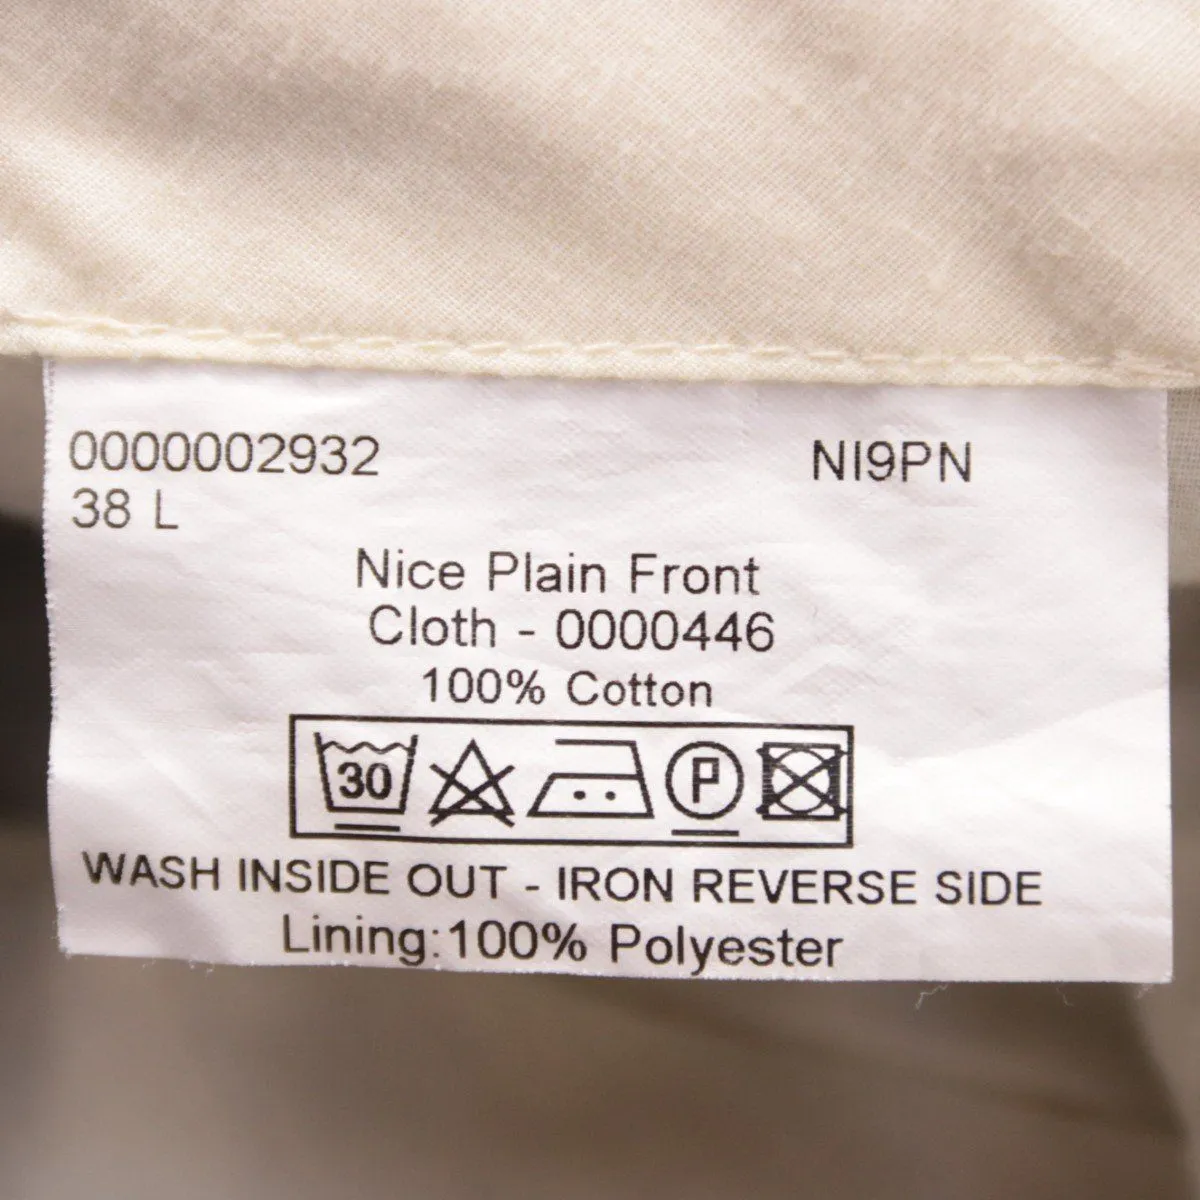 0000002932 NI9PN
38 L
Nice Plain Front
Cloth - 0000446
100% Cotton
30 P
WASH INSIDE OUT - IRON REVERSE SIDE
Lining:100% Polyester